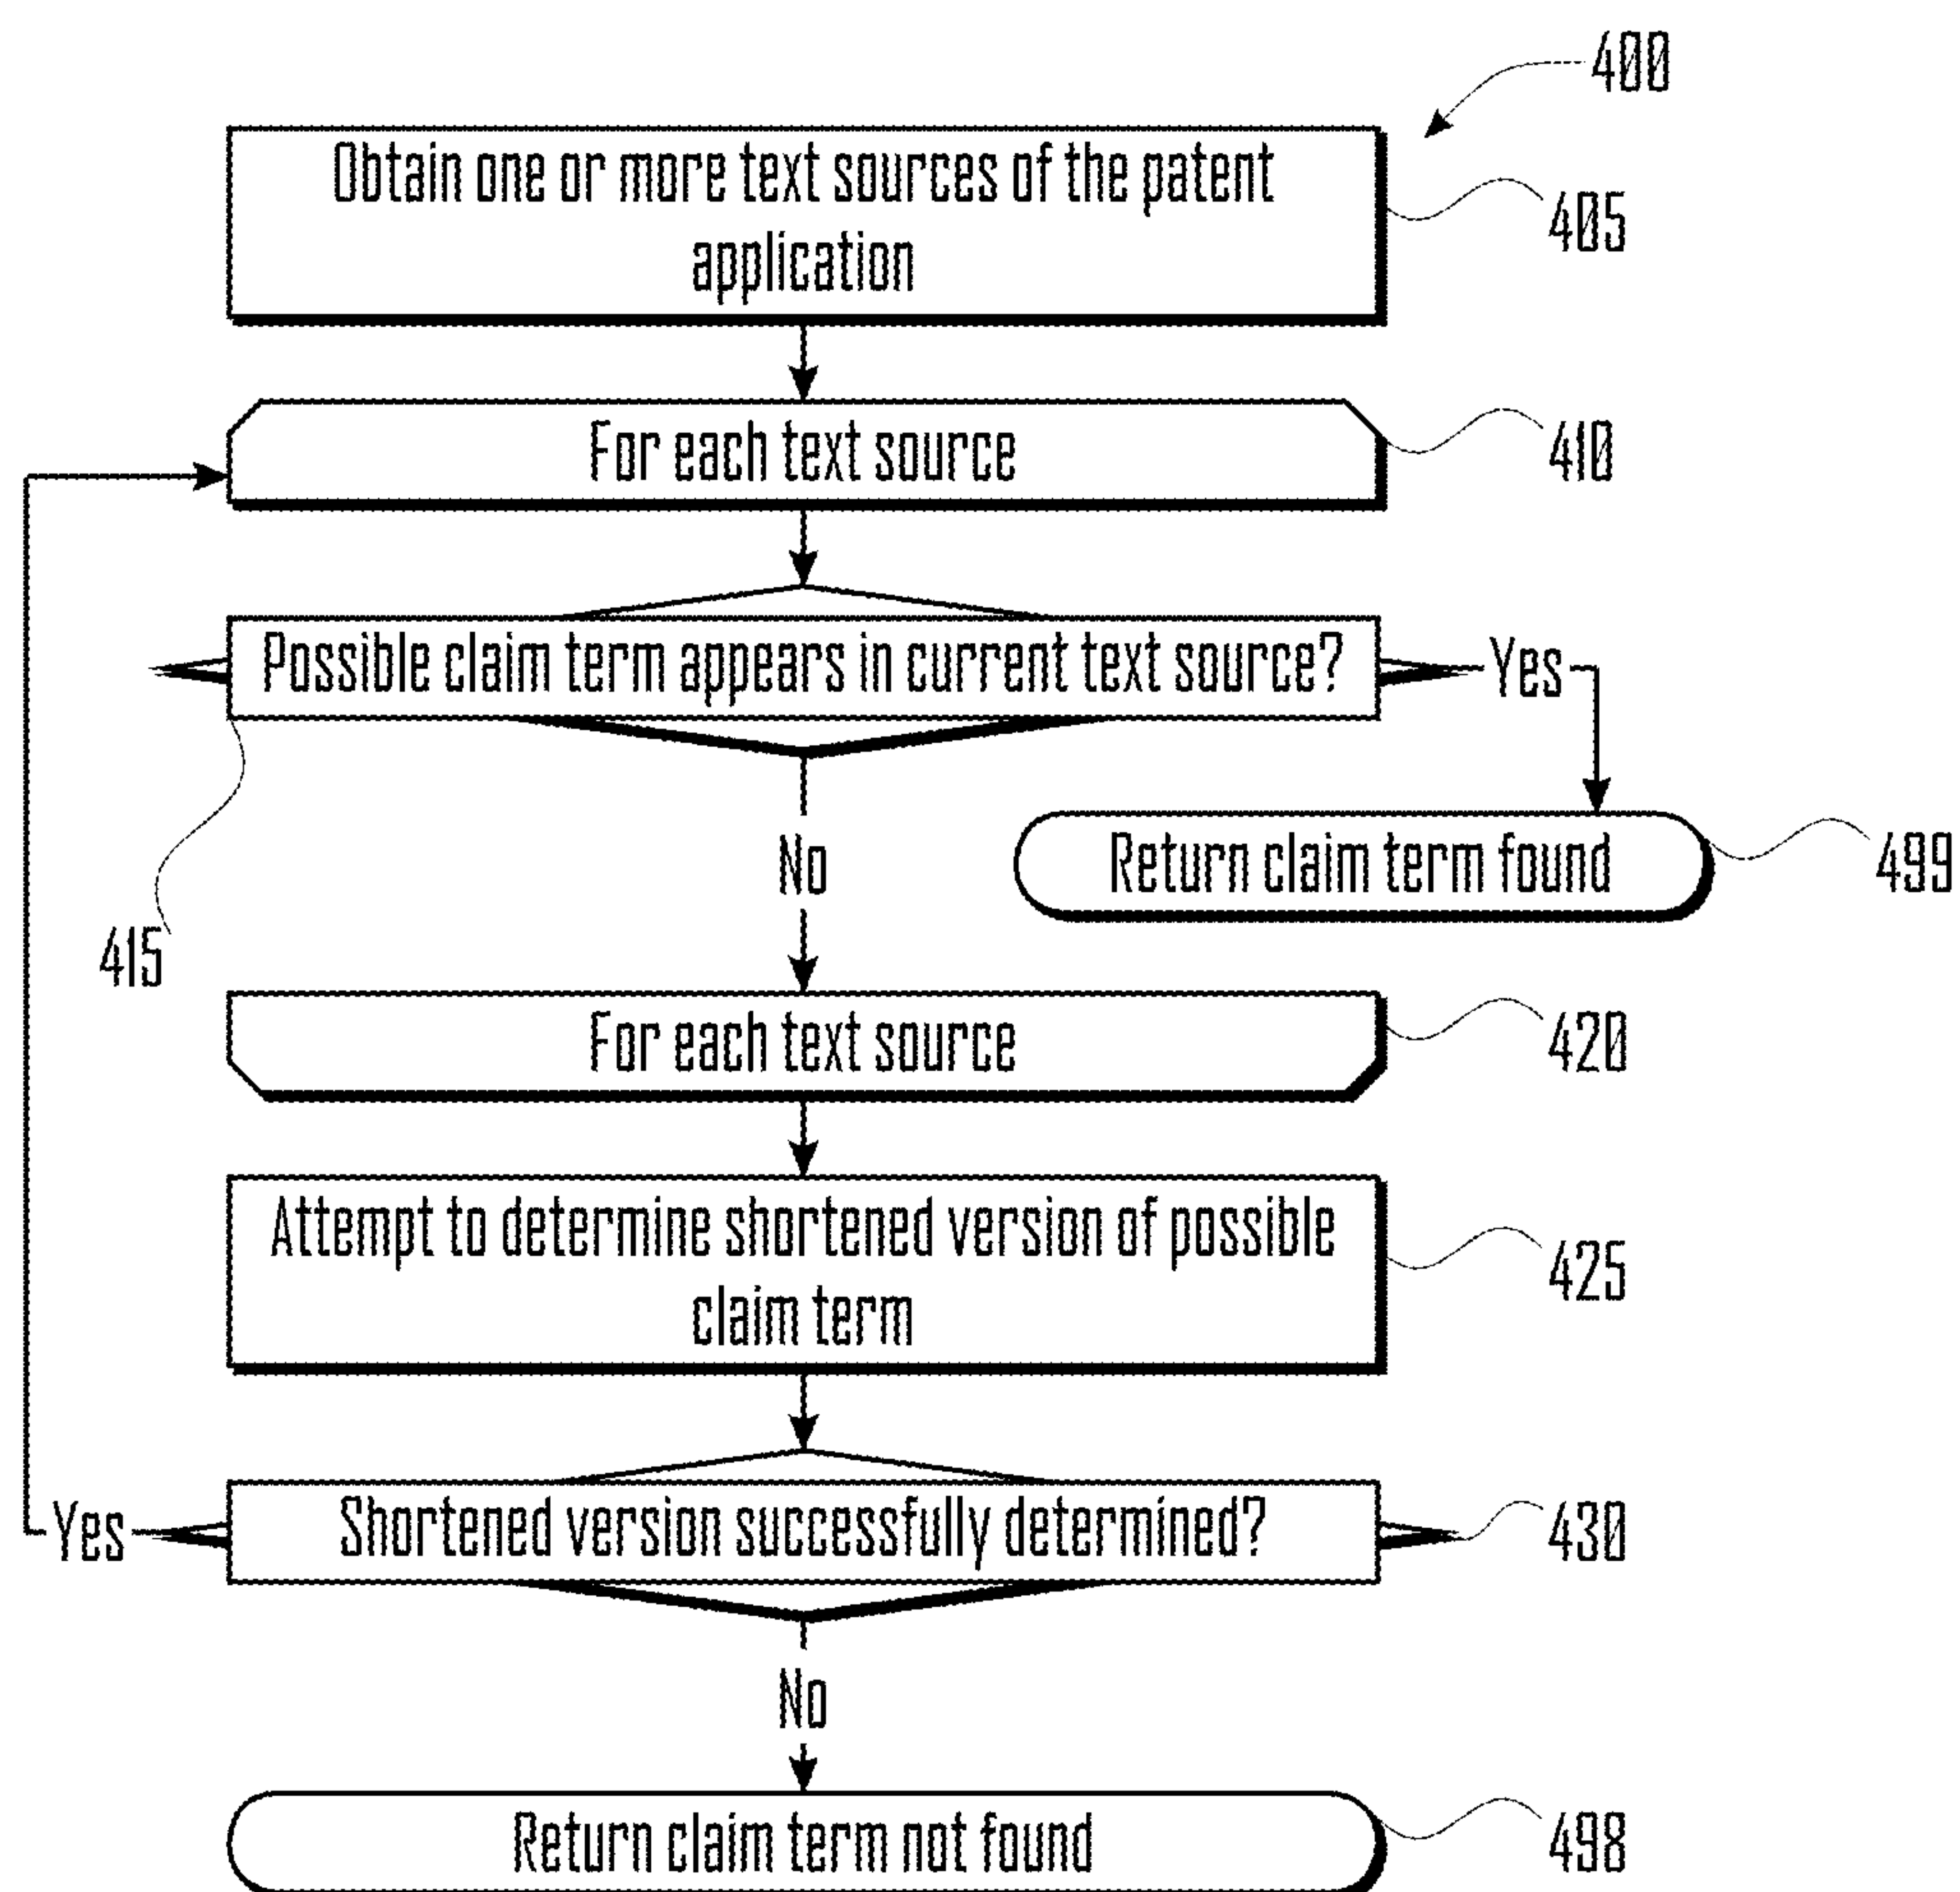 400
Obtain one or more text sources of the patent
application
405
For each text source
410
Possible claim term appears in current text source?
Yes
No
Return claim term found
499
415
For each text source
420
Attempt to determine shortened version of possible
claim term
425
Yes
Shortened version successfully determined?
430
No
Return claim term not found
498